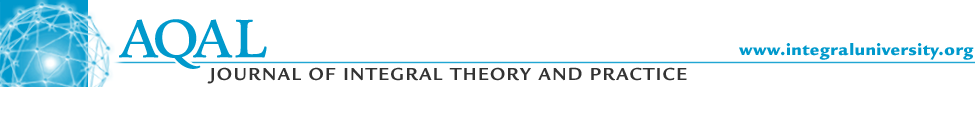 AQAL
www.integraluniversity.org
JOURNAL OF INTEGRAL THEORY AND PRACTICE